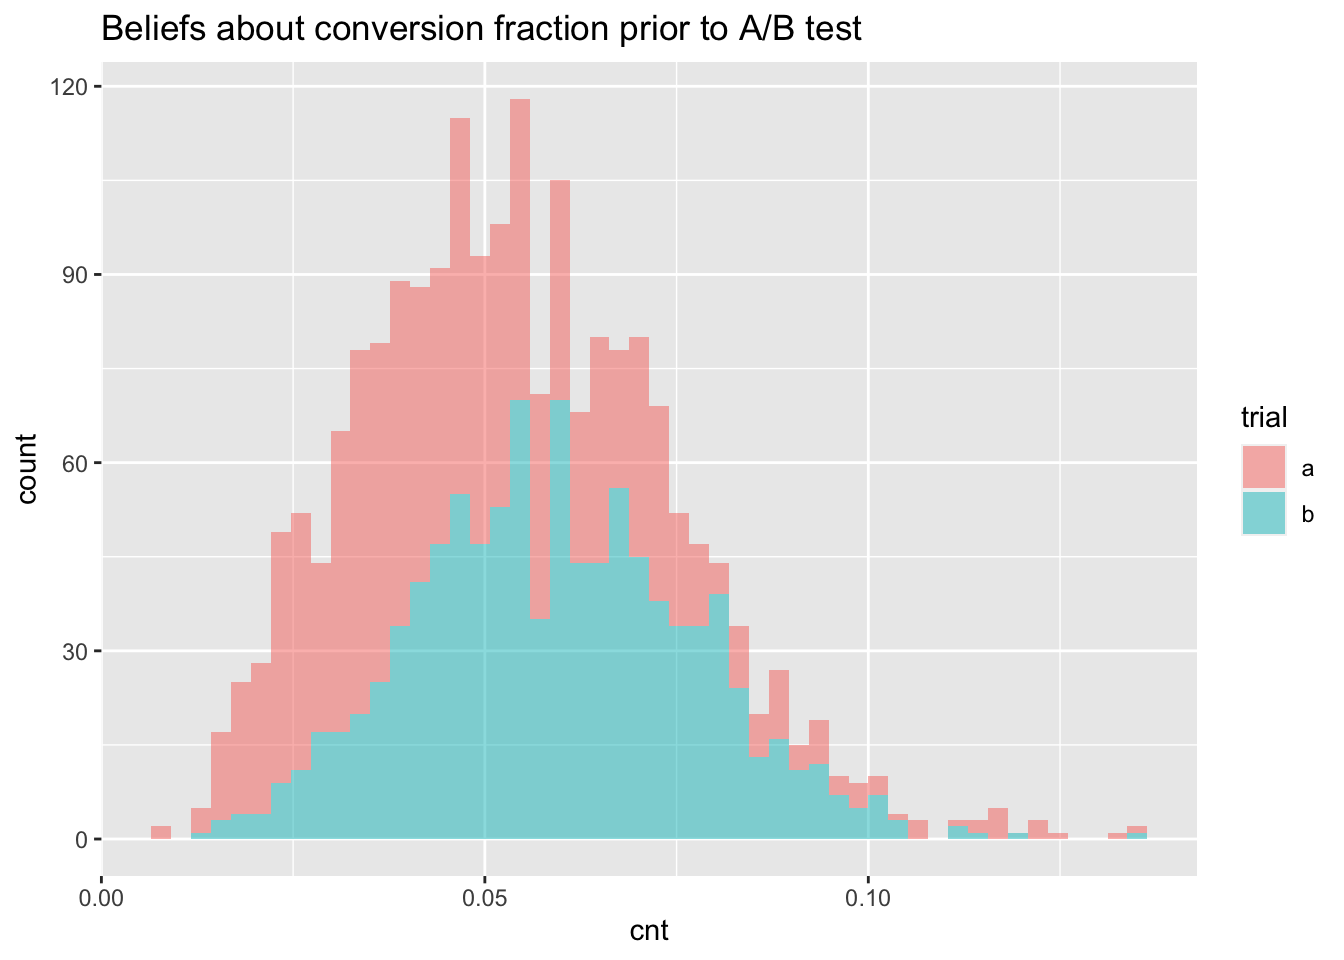 Beliefs about conversion fraction prior to A/B test
120
90
60
30
0
count
0.00
0.05
0.10
cnt
trial
a
b